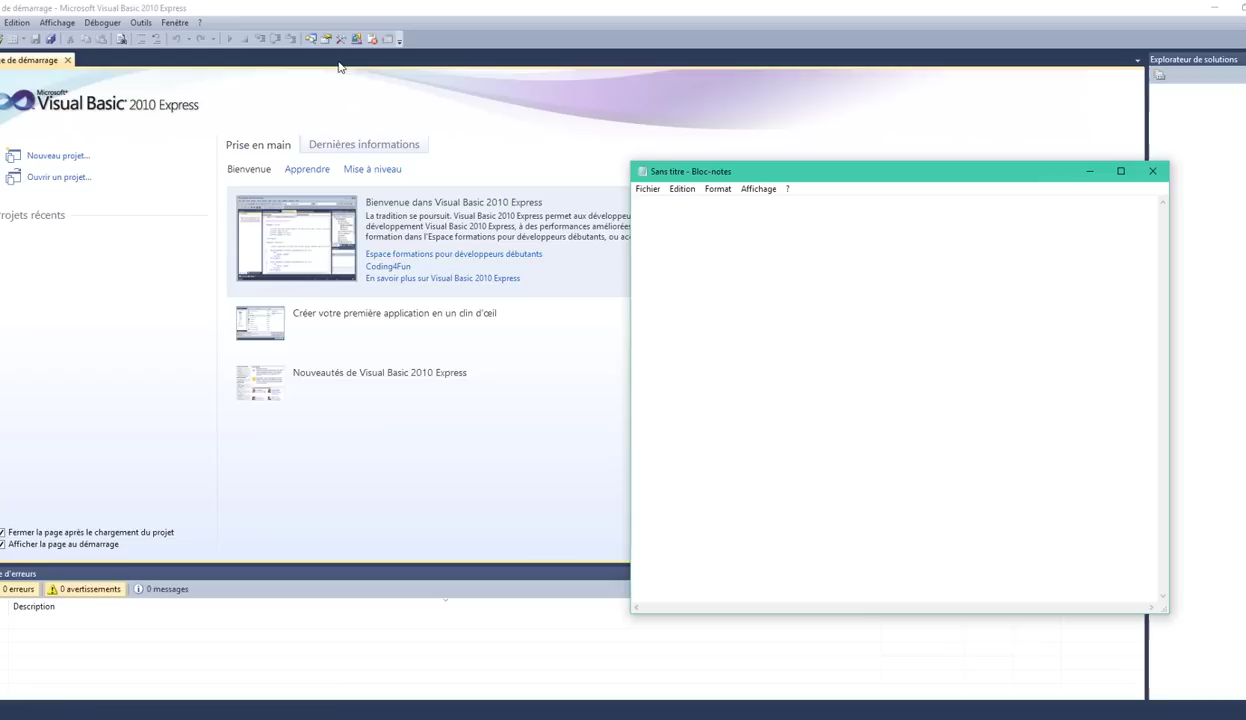 de démarrage - Microsoft Visual Basic 2010 Express
Edition Affichage Déboguer Outils Fenêtre ?
de démarrage
Explorateur de solutions
Microsoft
Visual Basic 2010 Express
Prise en main Dernières informations
Nouveau projet...
Ouvrir un projet...
Bienvenue Apprendre Mise à niveau
rojets récents
Bienvenue dans Visual Basic 2010 Express
La tradition se poursuit. Visual Basic 2010 Express permet aux développeu
développement Visual Basic 2010 Express, à des performances améliorées
formation dans l'Espace formations pour développeurs débutants, ou ac
Espace formations pour développeurs débutants
Coding4Fun
En savoir plus sur Visual Basic 2010 Express
Créer votre première application en un clin d'œil
Nouveautés de Visual Basic 2010 Express
Fermer la page après le chargement du projet
Afficher la page au démarrage
Sans titre - Bloc-notes
Fichier Edition Format Affichage ?
d'erreurs
0 erreurs 0 avertissements 0 messages
Description